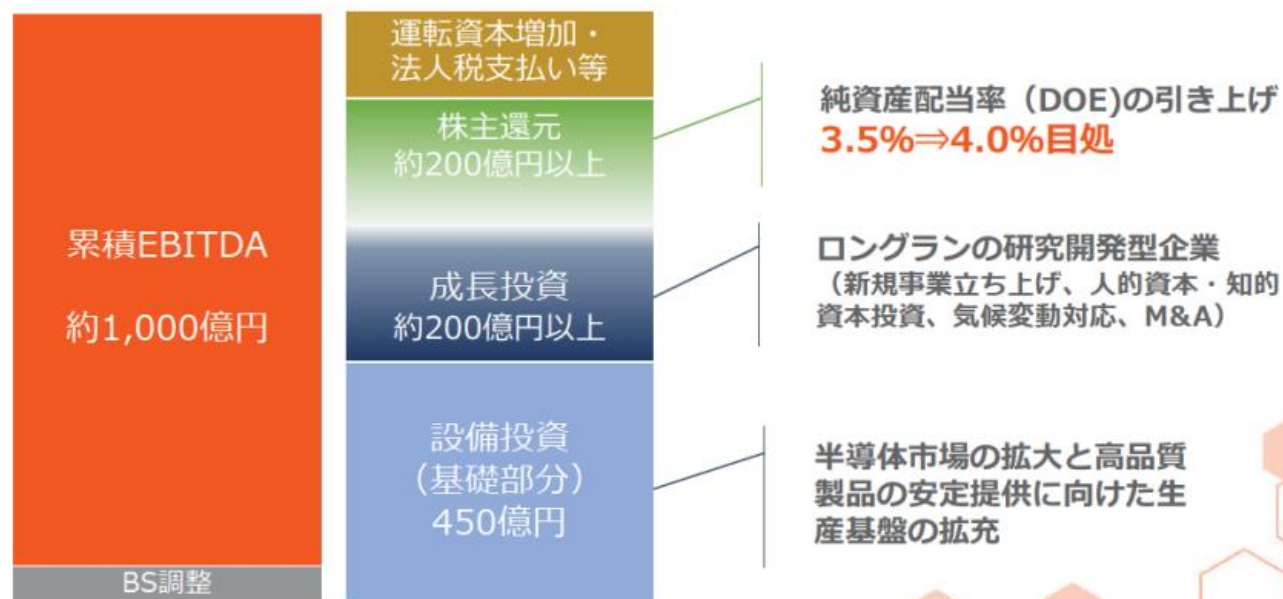 累積EBITDA
約1,000億円
BS調整
運転資本増加・
法人税支払い等
株主還元
約200億円以上
成長投資
約200億円以上
設備投資
（基礎部分）
450億円
純資産配当率（DOE)の引き上げ
3.5%⇒4.0%目処
ロングランの研究開発型企業
（新規事業立ち上げ、人的資本・知的
資本投資、気候変動対応、M&A）
半導体市場の拡大と高品質
製品の安定提供に向けた生
産基盤の拡充